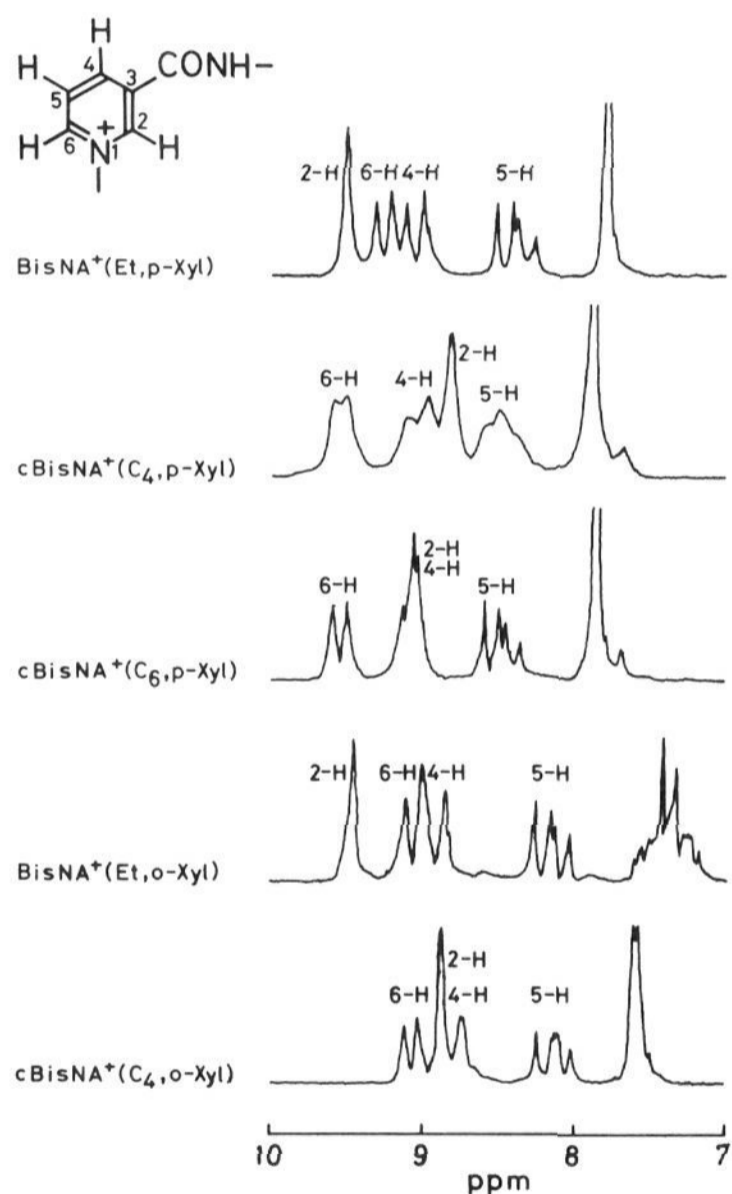 H
H
4
3
CONH–
5
2
+
H
6
N
1
H
2-H
6-H
4-H
5-H
BisNA⁺(Et,p-Xyl)
6-H
4-H
2-H
5-H
cBisNA⁺(C₄,p-Xyl)
6-H
2-H
4-H
5-H
cBisNA⁺(C₆,p-Xyl)
2-H
6-H
4-H
5-H
BisNA⁺(Et,o-Xyl)
6-H
2-H
4-H
5-H
cBisNA⁺(C₄,o-Xyl)
10 9 8 7
ppm